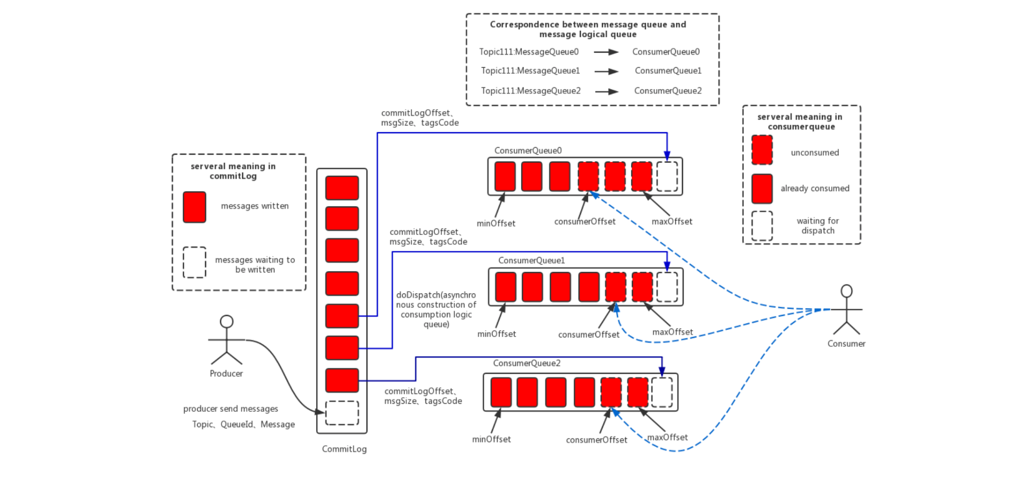 Correspondence between message queue and
message logical queue
Topic111:MessageQueue0
ConsumerQueue0
Topic111:MessageQueue1
ConsumerQueue1
Topic111:MessageQueue2
ConsumerQueue2
serveral meaning in
consumerqueue
unconsumed
already consumed
waiting for
dispatch
serveral meaning in
commitLog
messages written
messages waiting to
be written
commitLogOffset、
msgSize、tagsCode
ConsumerQueue0
minOffset
consumerOffset
maxOffset
commitLogOffset、
msgSize、tagsCode
ConsumerQueue1
doDispatch(asynchro
nous construction of
consumption logic
queue)
minOffset
consumerOffset
maxOffset
ConsumerQueue2
commitLogOffset、
msgSize、tagsCode
minOffset
consumerOffset
maxOffset
Producer
producer send messages
Topic、QueueId、Message
CommitLog
Consumer